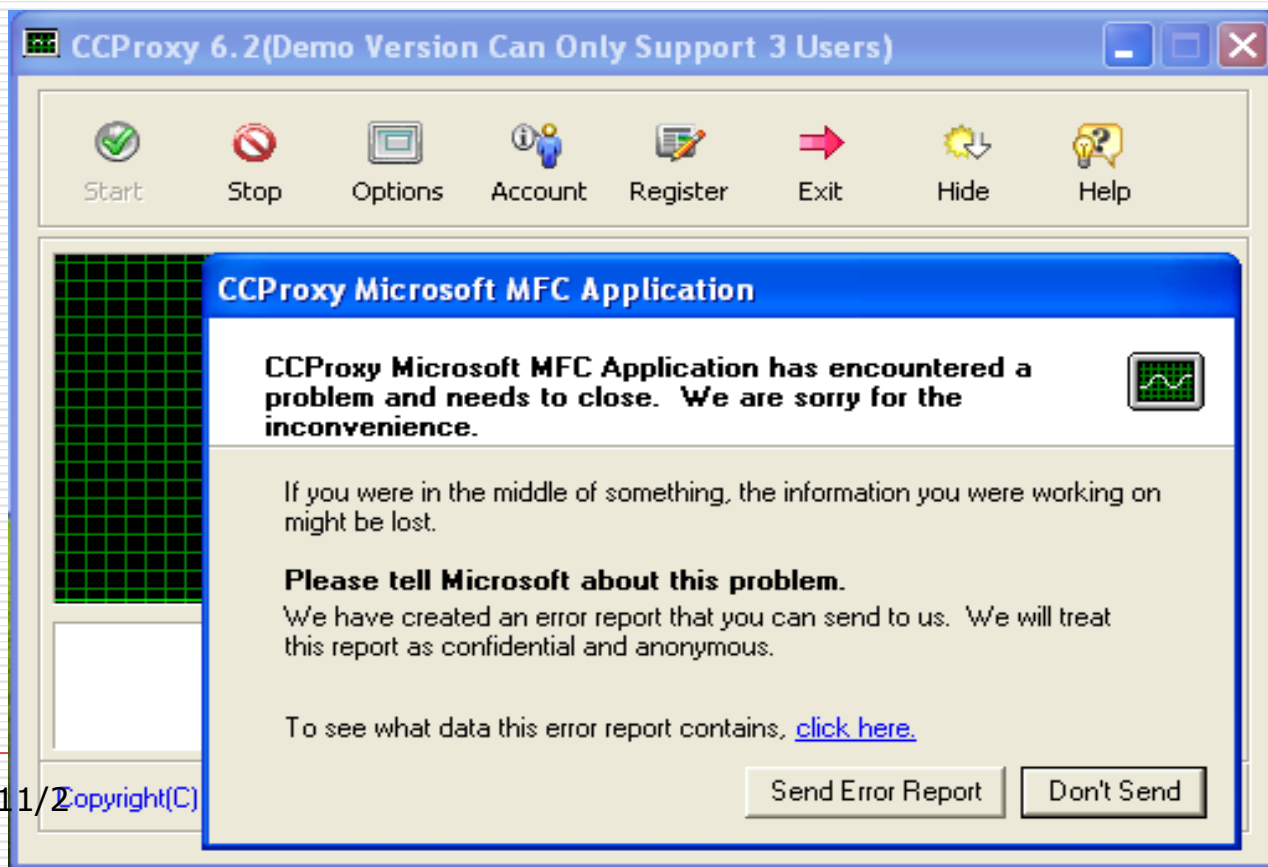 CCProxy 6.2(Demo Version Can Only Support 3 Users)
Start Stop Options Account Register Exit Hide Help
CCProxy Microsoft MFC Application
CCProxy Microsoft MFC Application has encountered a
problem and needs to close. We are sorry for the
inconvenience.
If you were in the middle of something, the information you were working on
might be lost.
Please tell Microsoft about this problem.
We have created an error report that you can send to us. We will treat
this report as confidential and anonymous.
To see what data this error report contains, click here.
Send Error Report Don't Send
11/2
Copyright(C)